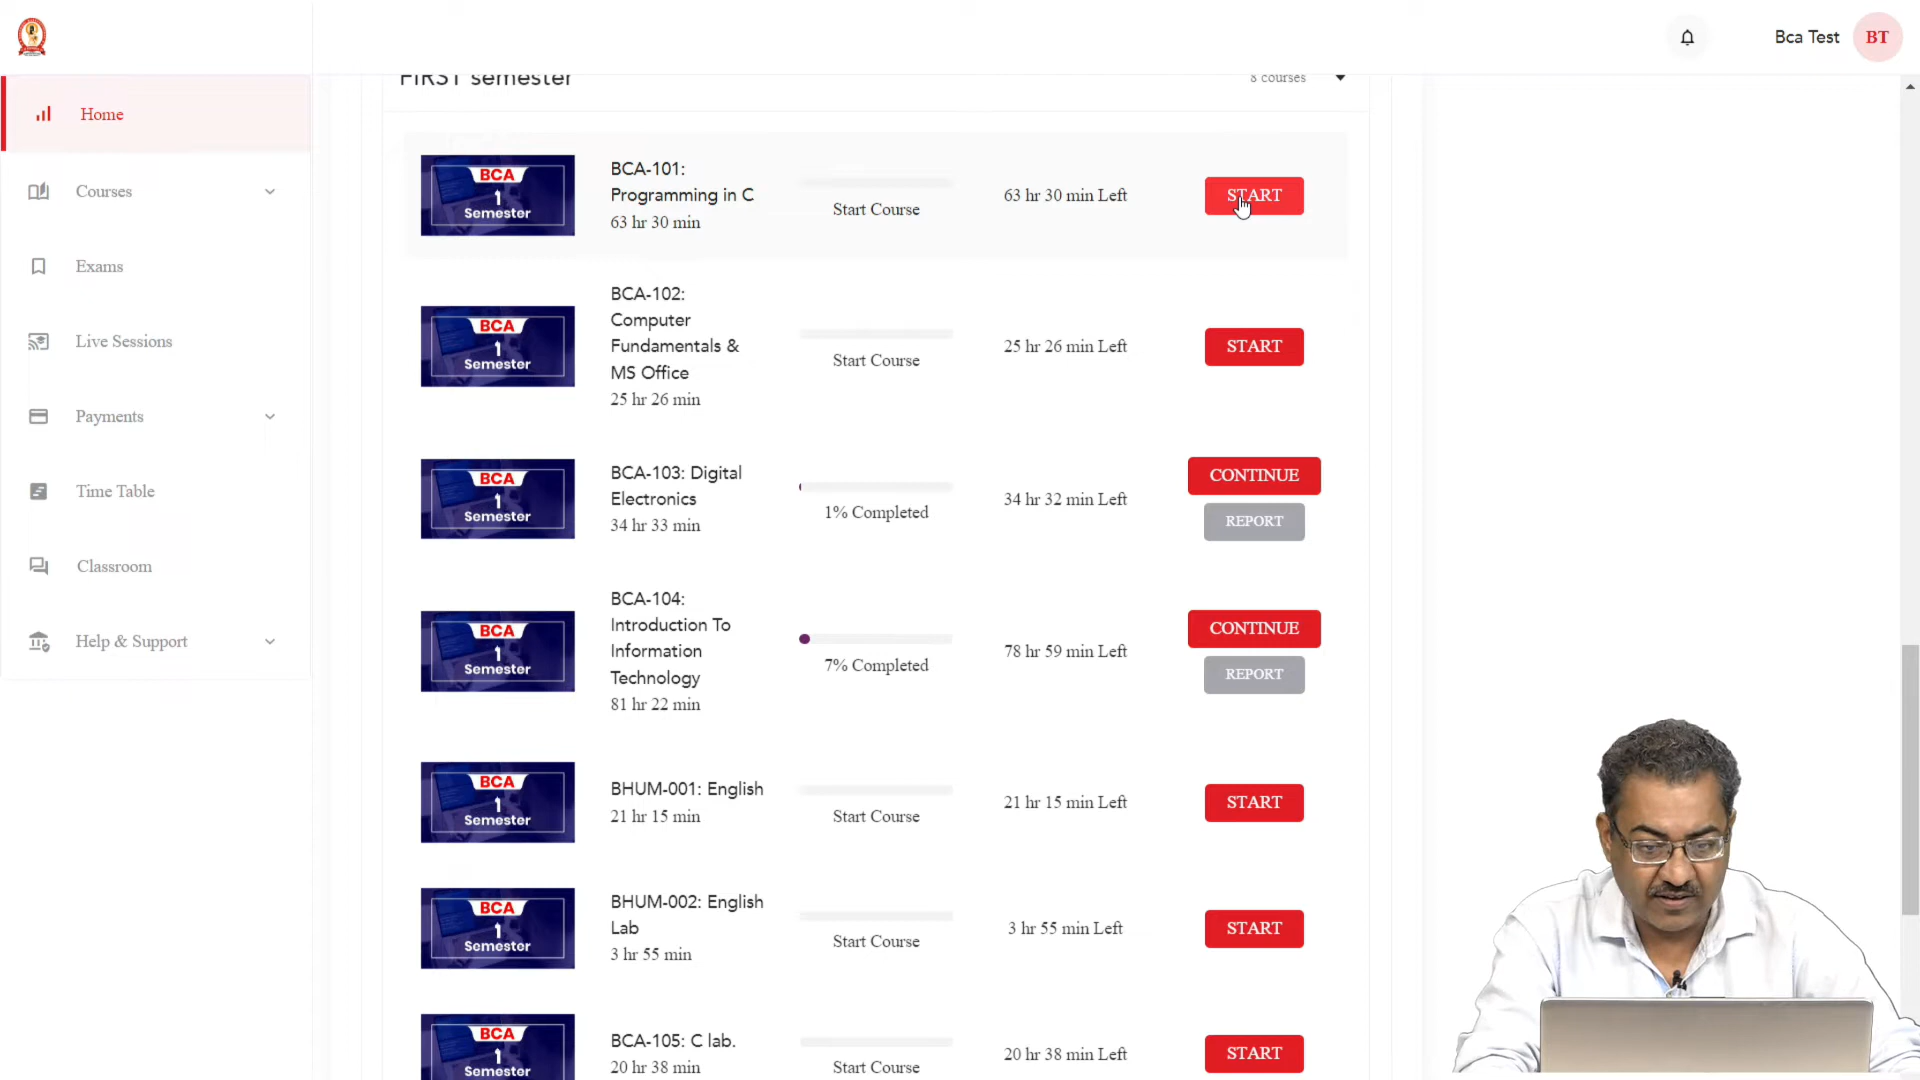 Bca Test
BT
Home
Courses
Exams
Live Sessions
Payments
Time Table
Classroom
Help & Support
FIRST semester
8 courses
BCA
1
Semester
BCA-101:
Programming in C
63 hr 30 min
Start Course
63 hr 30 min Left
START
BCA
1
Semester
BCA-102:
Computer
Fundamentals &
MS Office
25 hr 26 min
Start Course
25 hr 26 min Left
START
BCA
1
Semester
BCA-103: Digital
Electronics
34 hr 33 min
1% Completed
34 hr 32 min Left
CONTINUE
REPORT
BCA
1
Semester
BCA-104:
Introduction To
Information
Technology
81 hr 22 min
7% Completed
78 hr 59 min Left
CONTINUE
REPORT
BCA
1
Semester
BHUM-001: English
21 hr 15 min
Start Course
21 hr 15 min Left
START
BCA
1
Semester
BHUM-002: English
Lab
3 hr 55 min
Start Course
3 hr 55 min Left
START
BCA
1
Semester
BCA-105: C lab.
20 hr 38 min
Start Course
20 hr 38 min Left
START